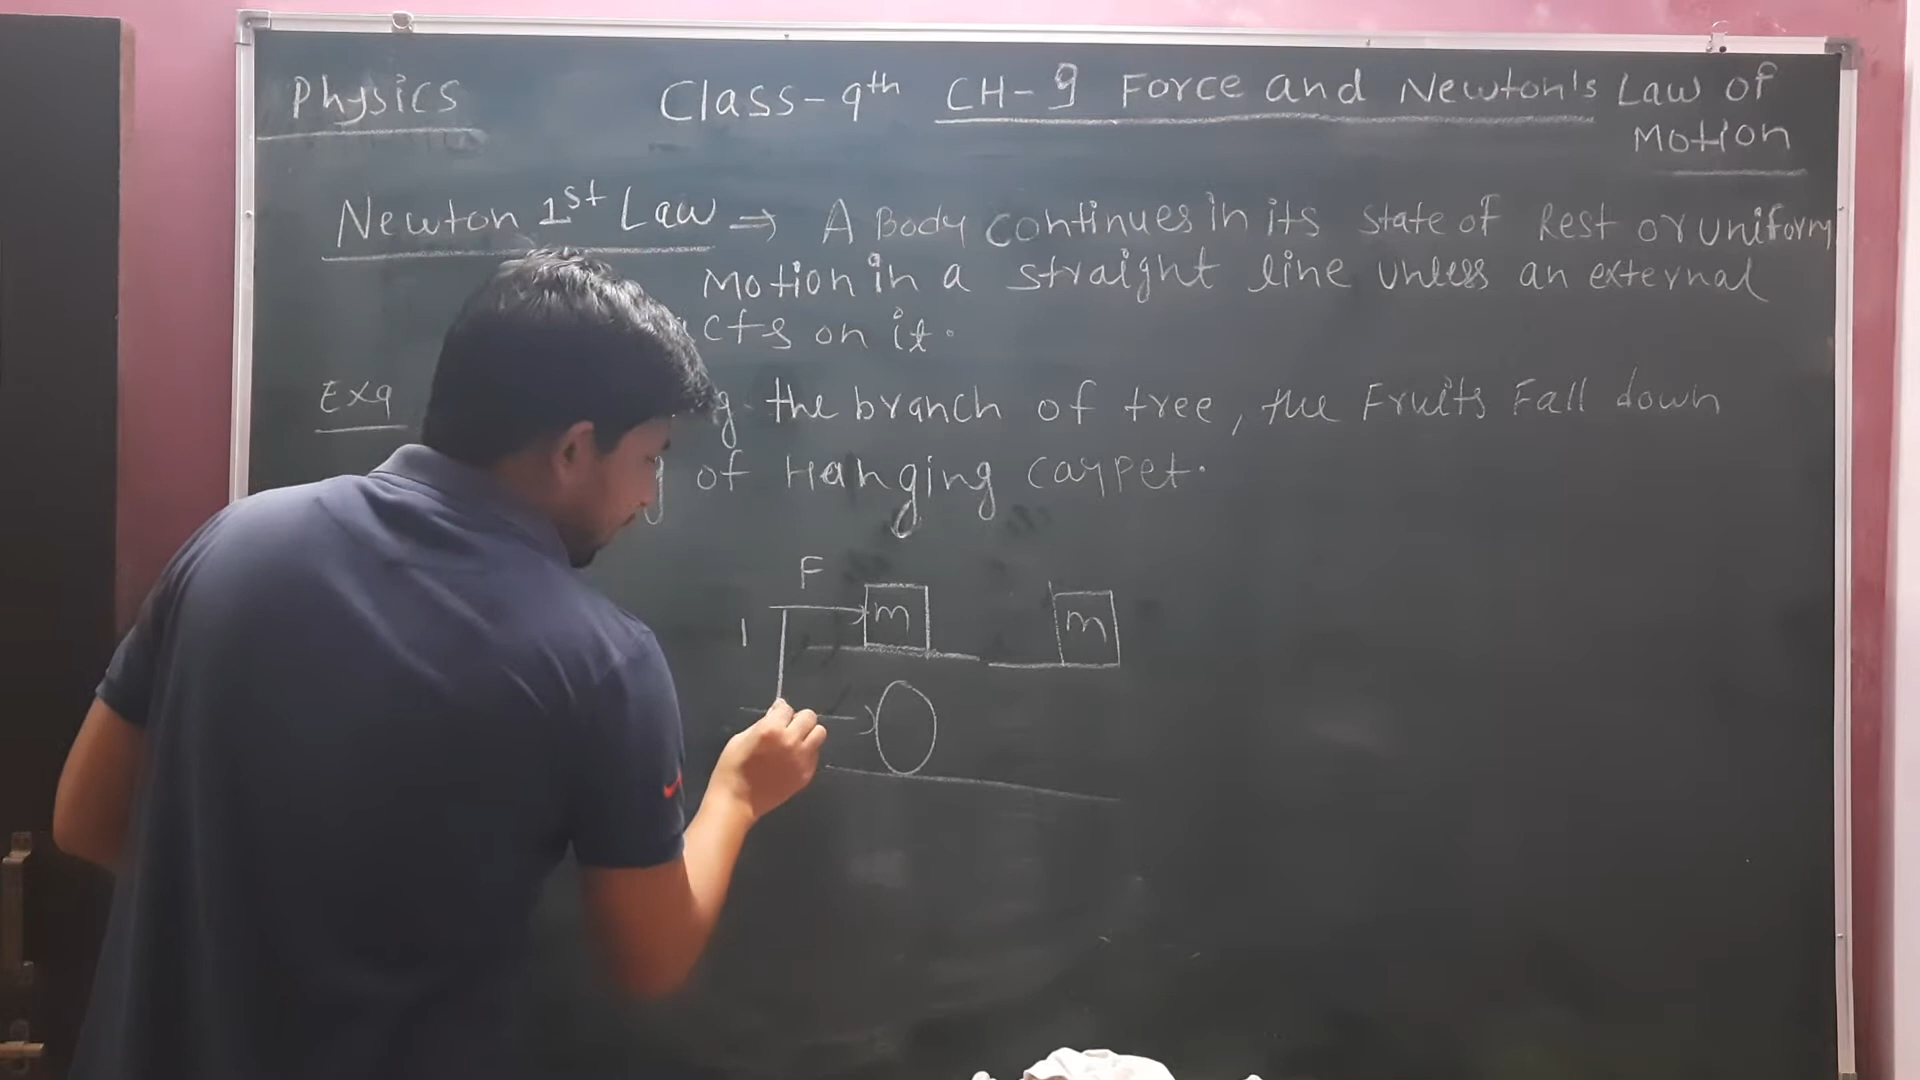 Physics Class-9th CH-9 Force and Newton's Law of
Motion
Newton 1st Law ⇒ A Body continues in its state of Rest or uniform
Motion in a straight line unless an external
acts on it.
Exa the branch of tree, the Fruits Fall down
of Hanging carpet.
F
m m